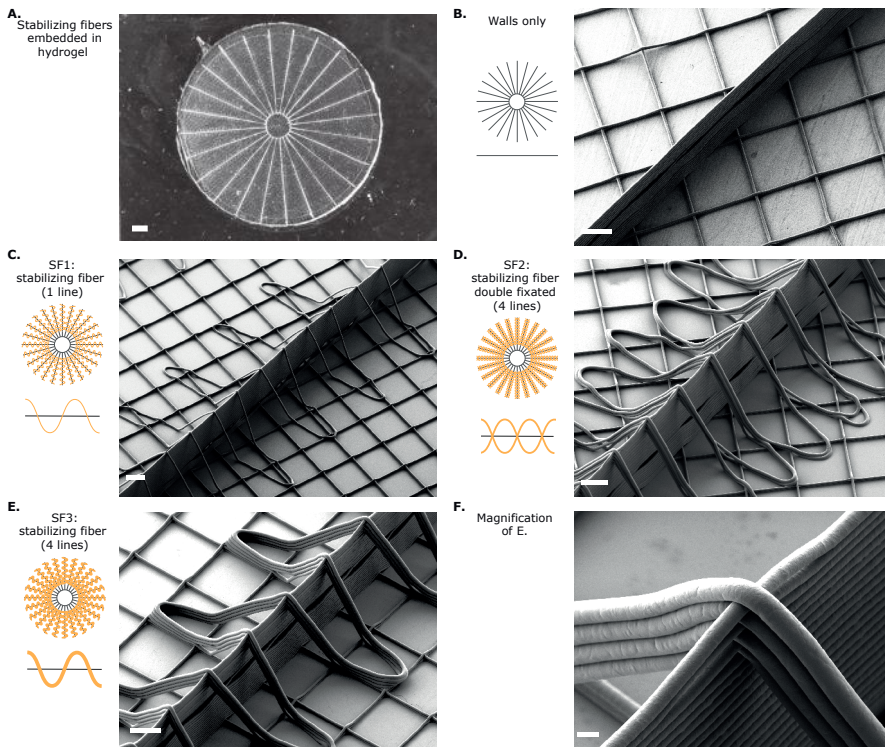 A.
Stabilizing fibers
embedded in
hydrogel
B.
Walls only
C.
SF1:
stabilizing fiber
(1 line)
D.
SF2:
stabilizing fiber
double fixated
(4 lines)
E.
SF3:
stabilizing fiber
(4 lines)
F.
Magnification
of E.